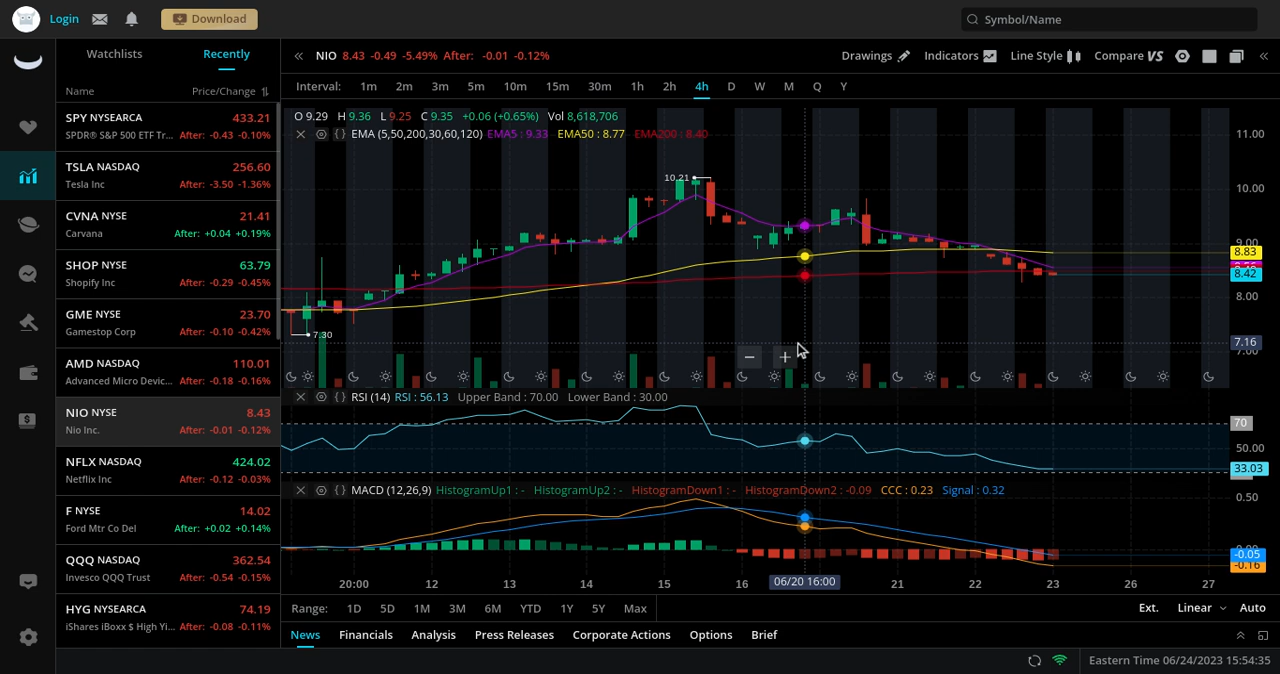 Login
Download
Symbol/Name
Watchlists
Recently
Name
Price/Change
SPY NYSEARCA 433.21
SPDR® S&P 500 ETF Tr... After: -0.43 -0.10%
TSLA NASDAQ 256.60
Tesla Inc After: -3.50 -1.36%
CVNA NYSE 21.41
Carvana After: +0.04 +0.19%
SHOP NYSE 63.79
Shopify Inc After: -0.29 -0.45%
GME NYSE 23.70
Gamestop Corp After: -0.10 -0.42%
AMD NASDAQ 110.01
Advanced Micro Devic... After: -0.18 -0.16%
NIO NYSE 8.43
Nio Inc. After: -0.01 -0.12%
NFLX NASDAQ 424.02
Netflix Inc After: -0.12 -0.03%
F NYSE 14.02
Ford Mtr Co Del After: +0.02 +0.14%
QQQ NASDAQ 362.54
Invesco QQQ Trust After: -0.54 -0.15%
HYG NYSEARCA 74.19
iShares iBoxx $ High Yi... After: -0.08 -0.11%
NIO 8.43 -0.49 -5.49% After: -0.01 -0.12%
Drawings
Indicators
Line Style
Compare VS
Interval: 1m 2m 3m 5m 10m 15m 30m 1h 2h 4h D W M Q Y
O 9.29 H 9.36 L 9.25 C 9.35 +0.06 (+0.65%) Vol 8,618,706
EMA (5,50,200,30,60,120) EMA5 : 9.33 EMA50 : 8.77 EMA200 : 8.40
11.00
10.21
10.00
9.00
8.83
8.42
8.00
7.30
7.16
7.00
RSI (14) RSI : 56.13 Upper Band : 70.00 Lower Band : 30.00
70
50.00
33.03
MACD (12,26,9) HistogramUp1 : - HistogramUp2 : - HistogramDown1 : - HistogramDown2 : -0.09 CCC : 0.23 Signal : 0.32
0.50
-0.05
-0.16
20:00 12 13 14 15 16 06/20 16:00 21 22 23 26 27
Range: 1D 5D 1M 3M 6M YTD 1Y 5Y Max
Ext. Linear Auto
News Financials Analysis Press Releases Corporate Actions Options Brief
Eastern Time 06/24/2023 15:54:35